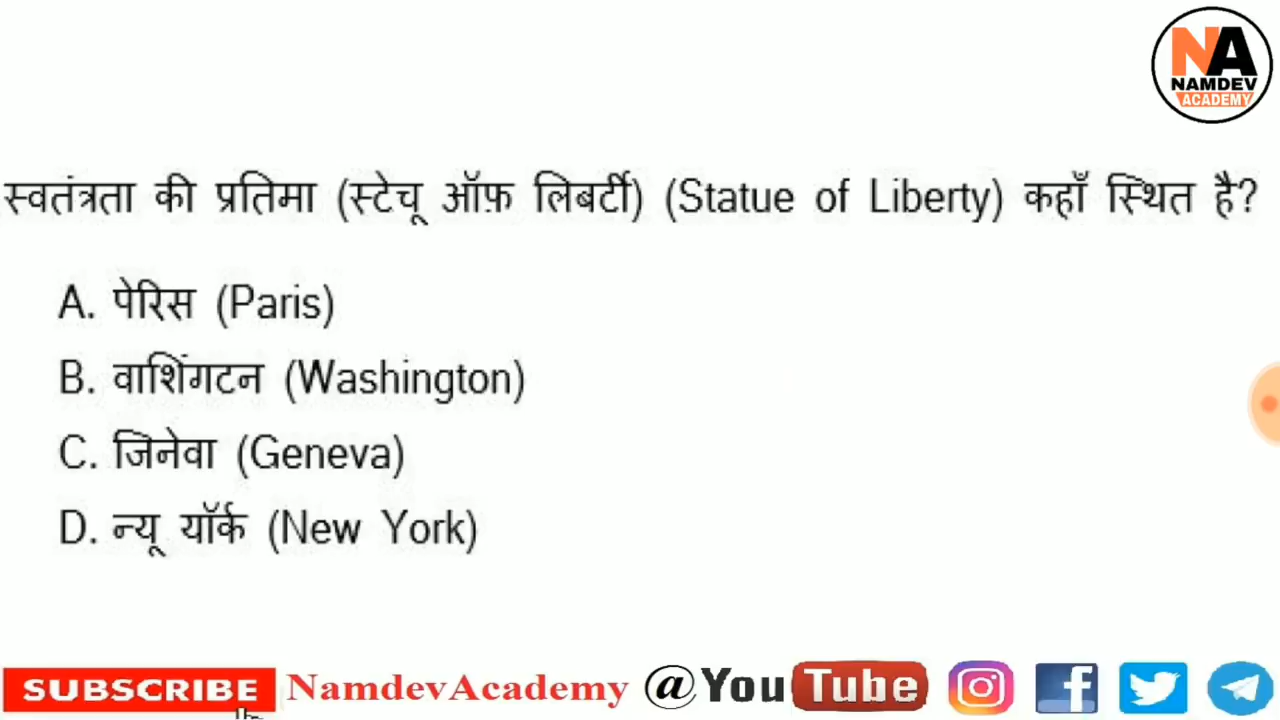 NA
NAMDEV
ACADEMY
स्वतंत्रता की प्रतिमा (स्टेचू ऑफ़ लिबर्टी) (Statue of Liberty) कहाँ स्थित है?
A. पेरिस (Paris)
B. वाशिंगटन (Washington)
C. जिनेवा (Geneva)
D. न्यू यॉर्क (New York)
SUBSCRIBE NamdevAcademy @YouTube